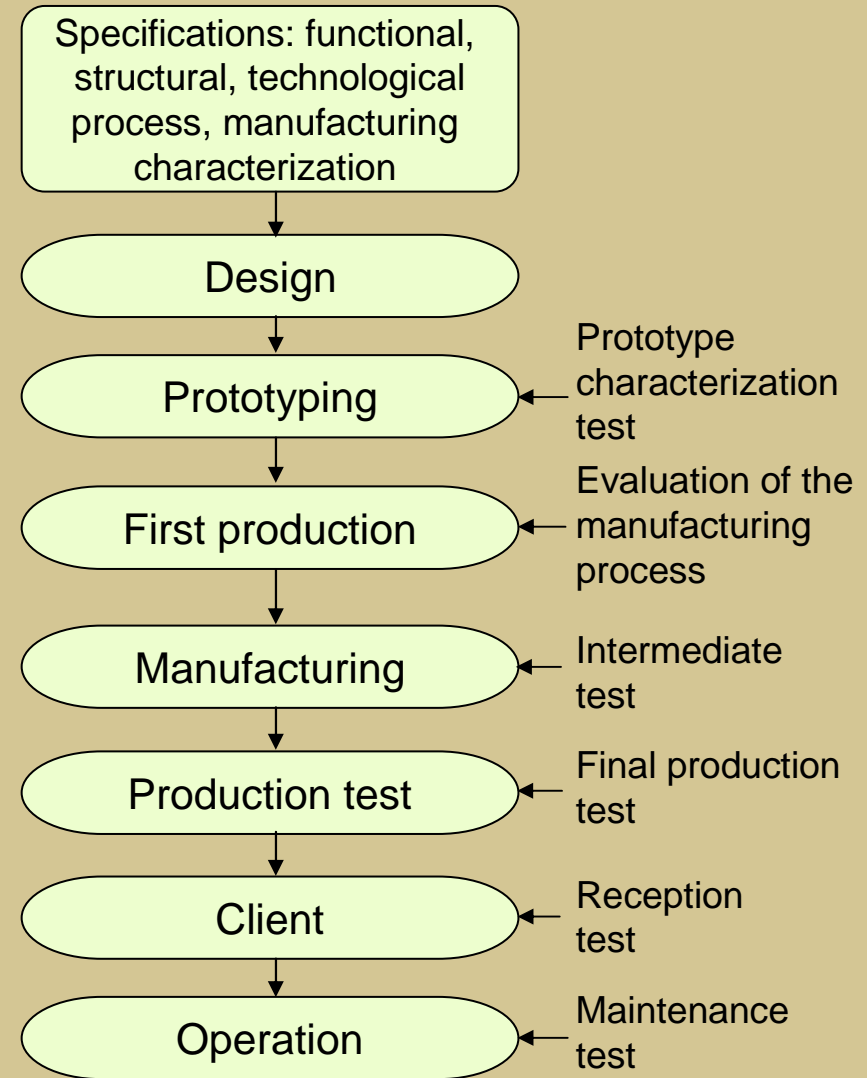 Specifications: functional,
structural, technological
process, manufacturing
characterization
Design
Prototyping
Prototype
characterization
test
First production
Evaluation of the
manufacturing
process
Manufacturing
Intermediate
test
Production test
Final production
test
Client
Reception
test
Operation
Maintenance
test